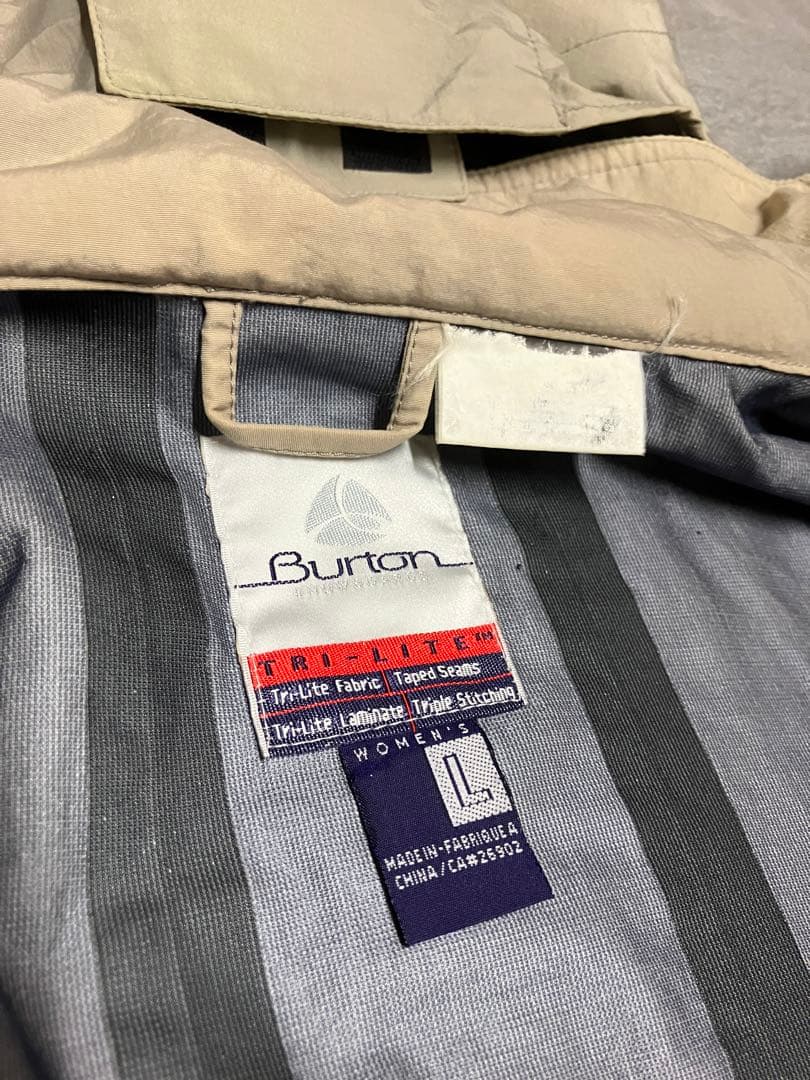 Burton
TRI-LITE™
Tri-Lite Fabric Taped Seams
Tri-Lite Laminate Triple Stitching
WOMEN'S
L
MADE IN-FABRIQUE A
CHINA/CA#26902